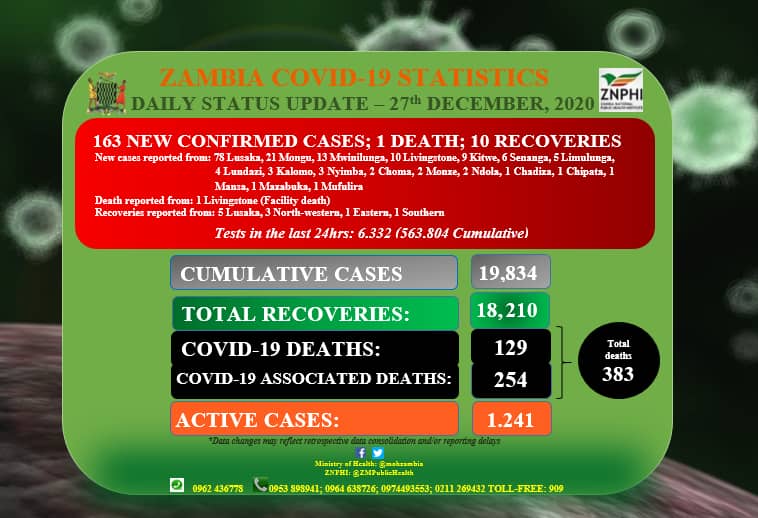 ZAMBIA COVID-19 STATISTICS
DAILY STATUS UPDATE – 27th DECEMBER, 2020
ZNPHI
ZAMBIA NATIONAL
PUBLIC HEALTH INSTITUTE
163 NEW CONFIRMED CASES; 1 DEATH; 10 RECOVERIES
New cases reported from: 78 Lusaka, 21 Mongu, 13 Mwinilunga, 10 Livingstone, 9 Kitwe, 6 Senanga, 5 Limulunga,
4 Lundazi, 3 Kalomo, 3 Nyimba, 2 Choma, 2 Monze, 2 Ndola, 1 Chadiza, 1 Chipata, 1
Mansa, 1 Mazabuka, 1 Mufulira
Death reported from: 1 Livingstone (Facility death)
Recoveries reported from: 5 Lusaka, 3 North-western, 1 Eastern, 1 Southern
Tests in the last 24hrs: 6.332 (563.804 Cumulative)
CUMULATIVE CASES 19,834
TOTAL RECOVERIES: 18,210
COVID-19 DEATHS: 129
COVID-19 ASSOCIATED DEATHS: 254
Total
deaths
383
ACTIVE CASES: 1.241
*Data changes may reflect retrospective data consolidation and/or reporting delays
Ministry of Health: @mohzambia
ZNPHI: @ZMPublicHealth
0962 436778 0953 898941; 0964 638726; 0974493553; 0211 269432 TOLL-FREE: 909